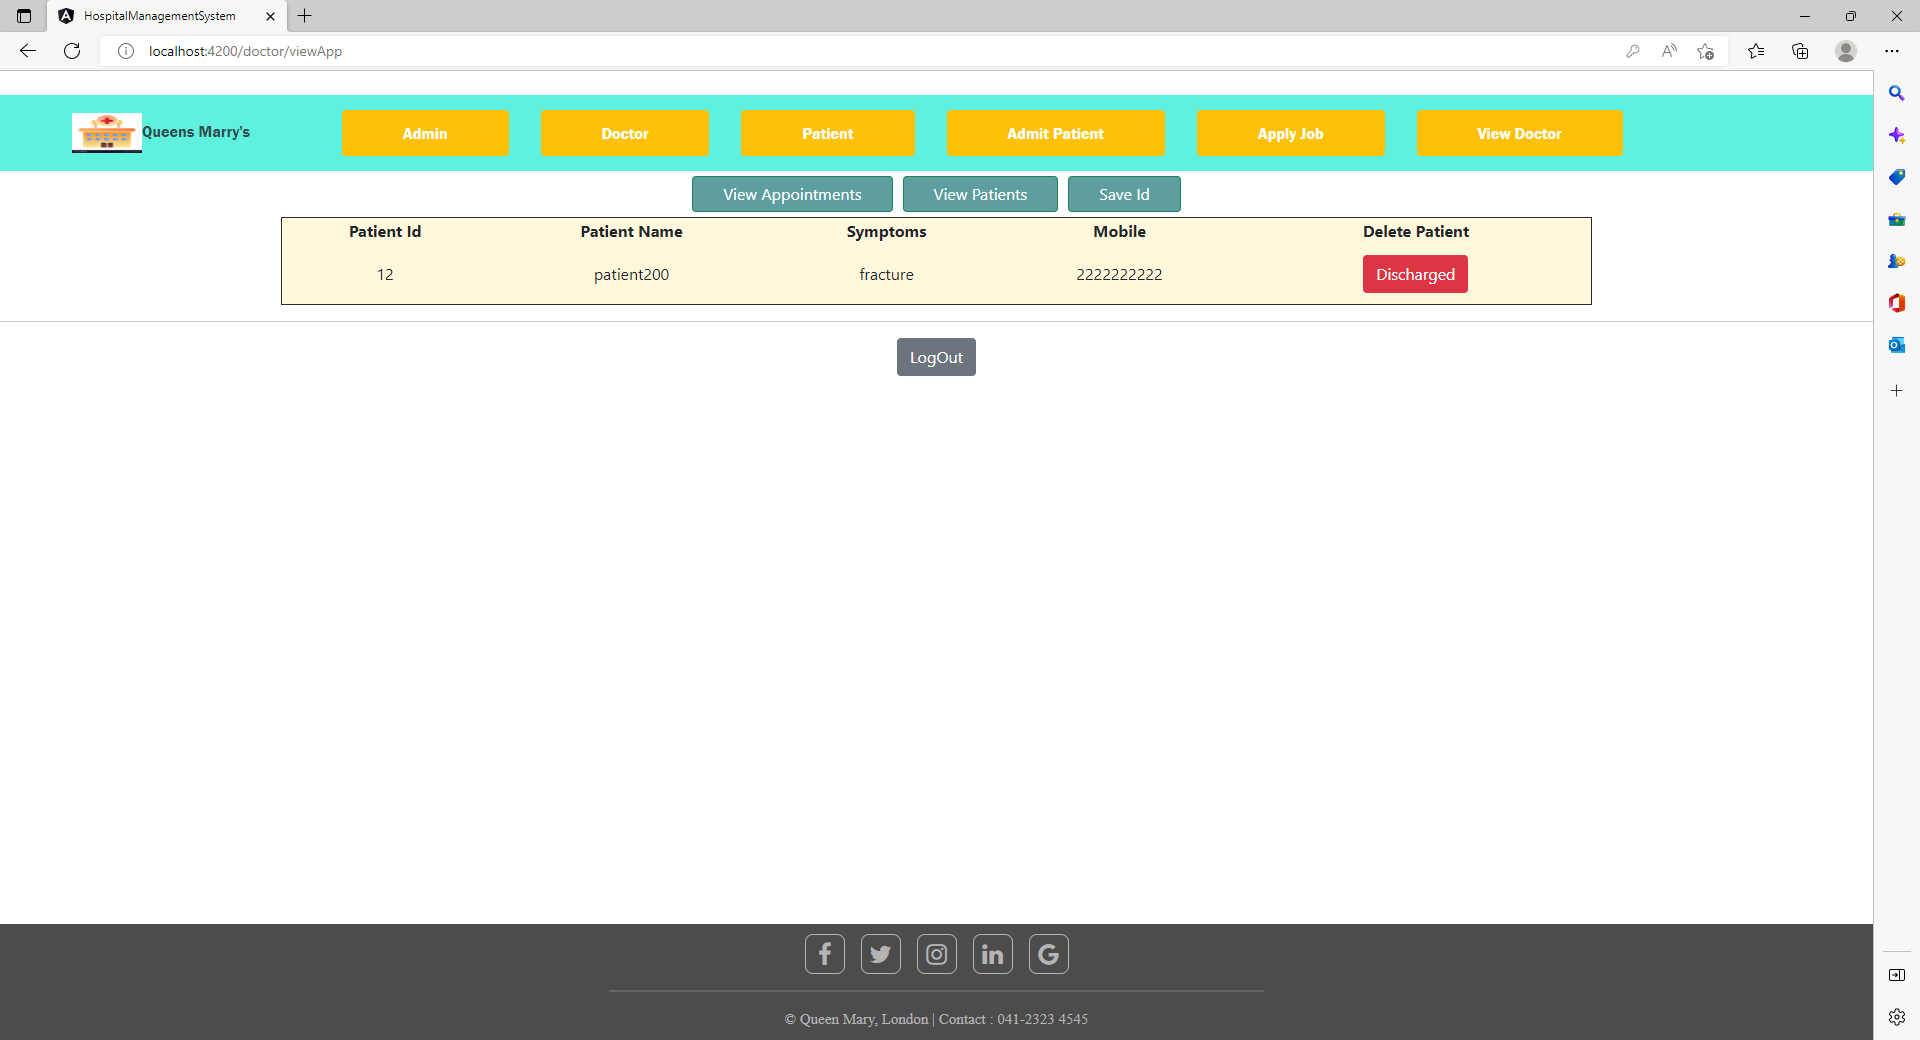 HospitalManagementSystem
localhost:4200/doctor/viewApp
Queens Marry's
Admin
Doctor
Patient
Admit Patient
Apply Job
View Doctor
View Appointments
View Patients
Save Id
Patient Id Patient Name Symptoms Mobile Delete Patient
12 patient200 fracture 2222222222 Discharged
LogOut
© Queen Mary, London | Contact : 041-2323 4545